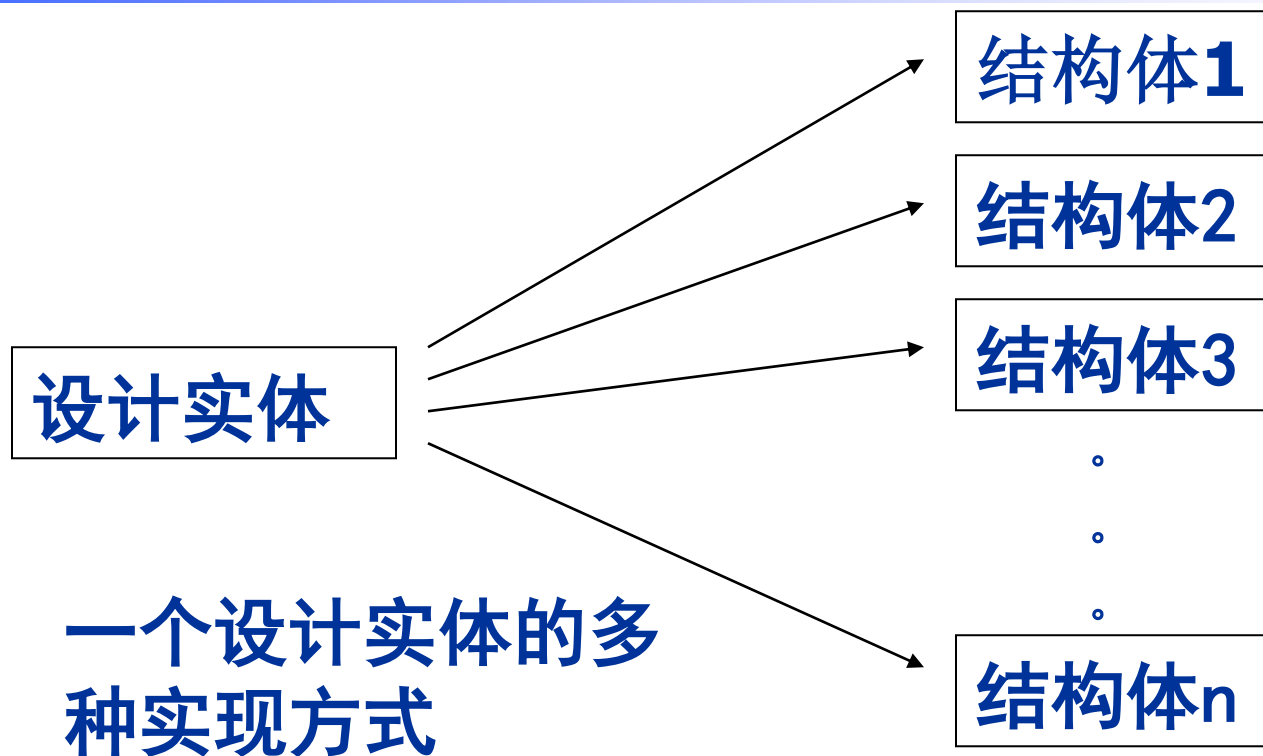 结构体1
结构体2
结构体3
设计实体
。
。
。
一个设计实体的多
种实现方式
结构体n